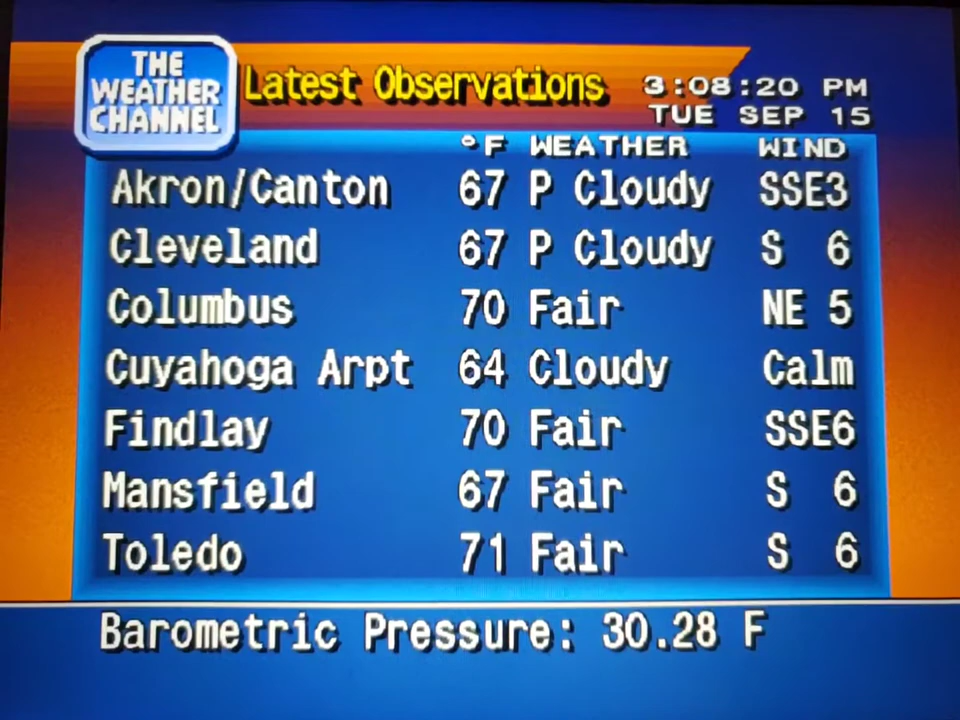 THE
WEATHER
CHANNEL
Latest Observations
3:08:20 PM
TUE SEP 15
°F WEATHER WIND
Akron/Canton 67 P Cloudy SSE3
Cleveland 67 P Cloudy S 6
Columbus 70 Fair NE 5
Cuyahoga Arpt 64 Cloudy Calm
Findlay 70 Fair SSE6
Mansfield 67 Fair S 6
Toledo 71 Fair S 6
Barometric Pressure: 30.28 F